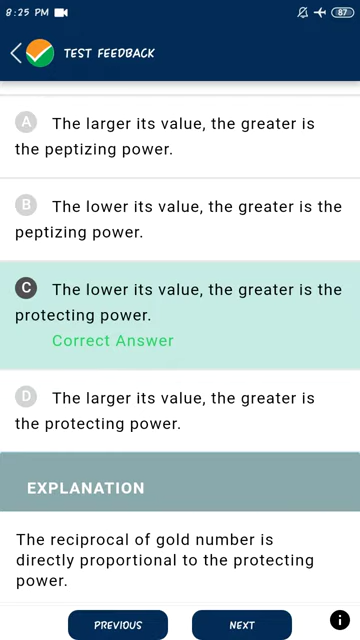 8:25 PM 87
TEST FEEDBACK
A The larger its value, the greater is
the peptizing power.
B The lower its value, the greater is the
peptizing power.
C The lower its value, the greater is the
protecting power.
Correct Answer
D The larger its value, the greater is
the protecting power.
EXPLANATION
The reciprocal of gold number is
directly proportional to the protecting
power.
PREVIOUS NEXT